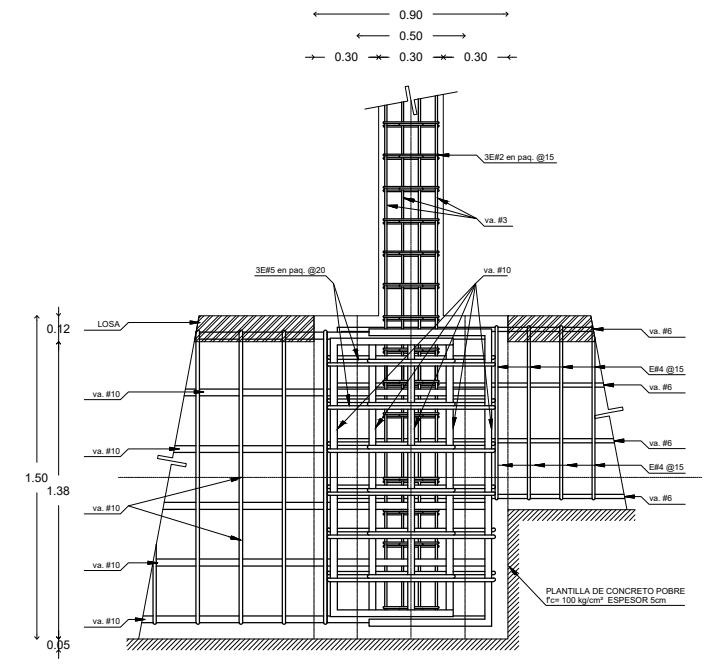 0.90
0.50
0.30
0.30
0.30
3E#2 en paq. @15
va. #3
3E#5 en paq. @20
va. #10
LOSA
0.12
va. #6
E#4 @15
va. #10
va. #6
va. #10
va. #6
1.50
1.38
E#4 @15
va. #10
va. #6
va. #10
PLANTILLA DE CONCRETO POBRE
f'c= 100 kg/cm² ESPESOR 5cm
va. #10
0.05